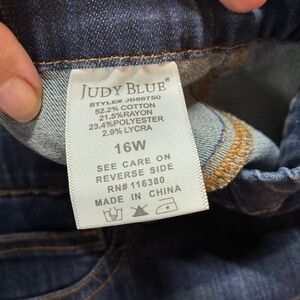 JUDY BLUE®
STYLE# JB88750
52.2% COTTON
21.5%RAYON
23.4%POLYESTER
2.9% LYCRA
16W
SEE CARE ON
REVERSE SIDE
RN# 116380
MADE IN CHINA